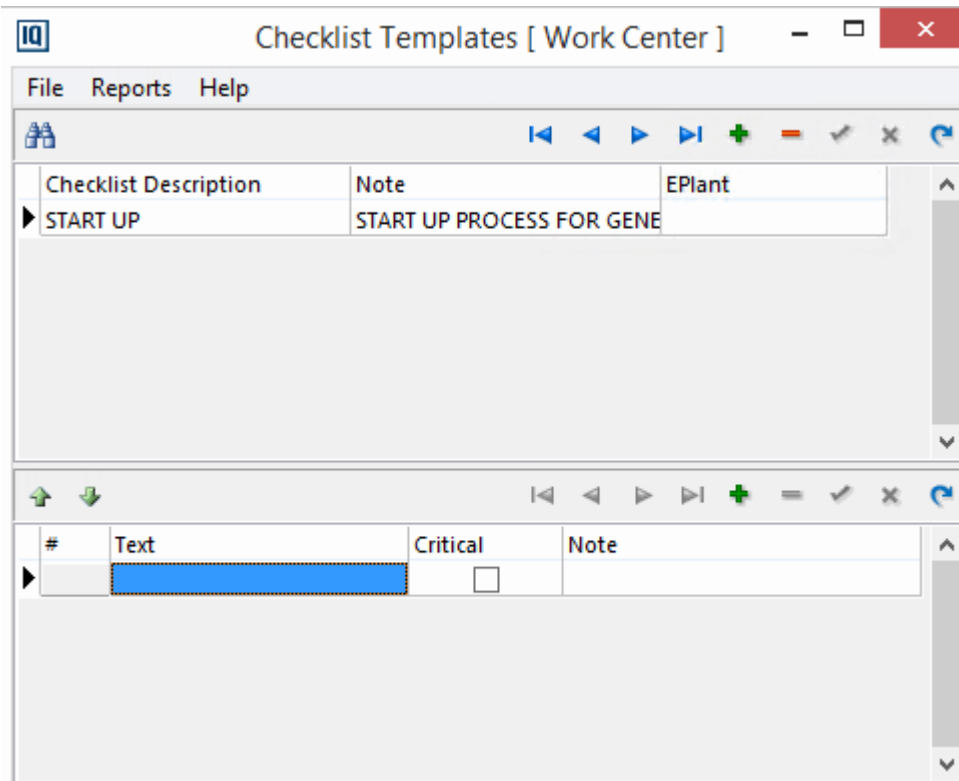 IQ
Checklist Templates [ Work Center ]
File Reports Help
Checklist Description Note EPlant
START UP START UP PROCESS FOR GENE
# Text Critical Note